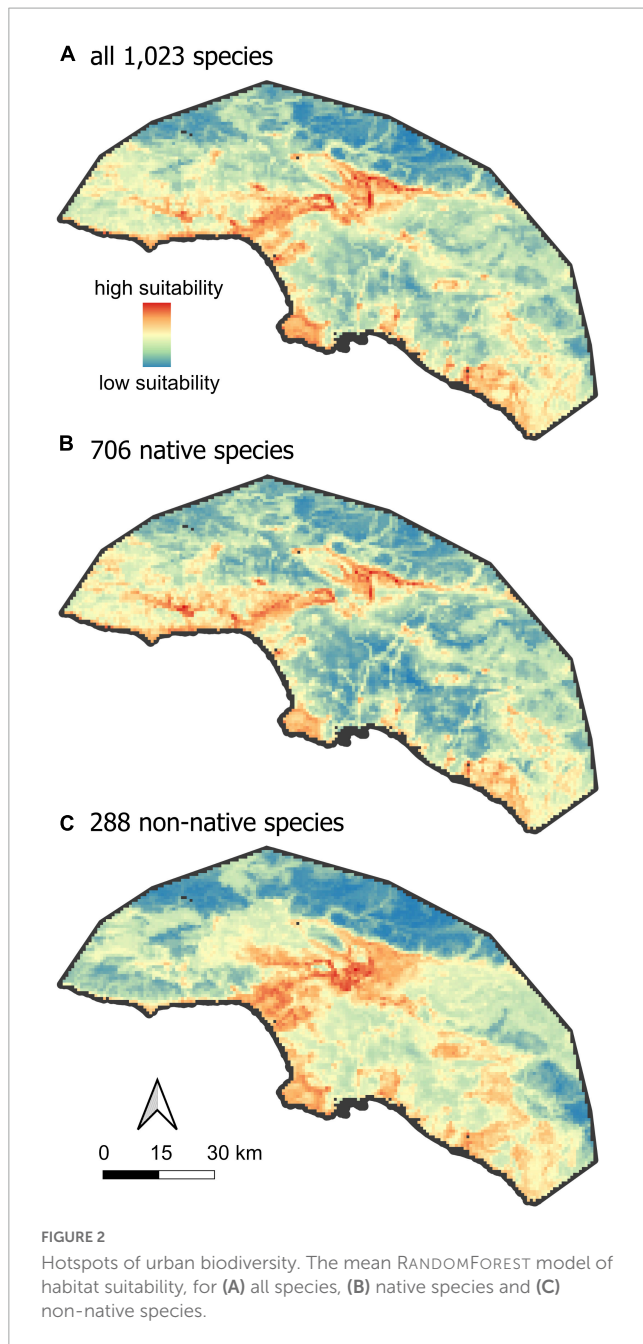 A all 1,023 species
high suitability
low suitability
B 706 native species
C 288 non-native species
0 15 30 km
FIGURE 2
Hotspots of urban biodiversity. The mean RANDOMFOREST model of
habitat suitability, for (A) all species, (B) native species and (C)
non-native species.